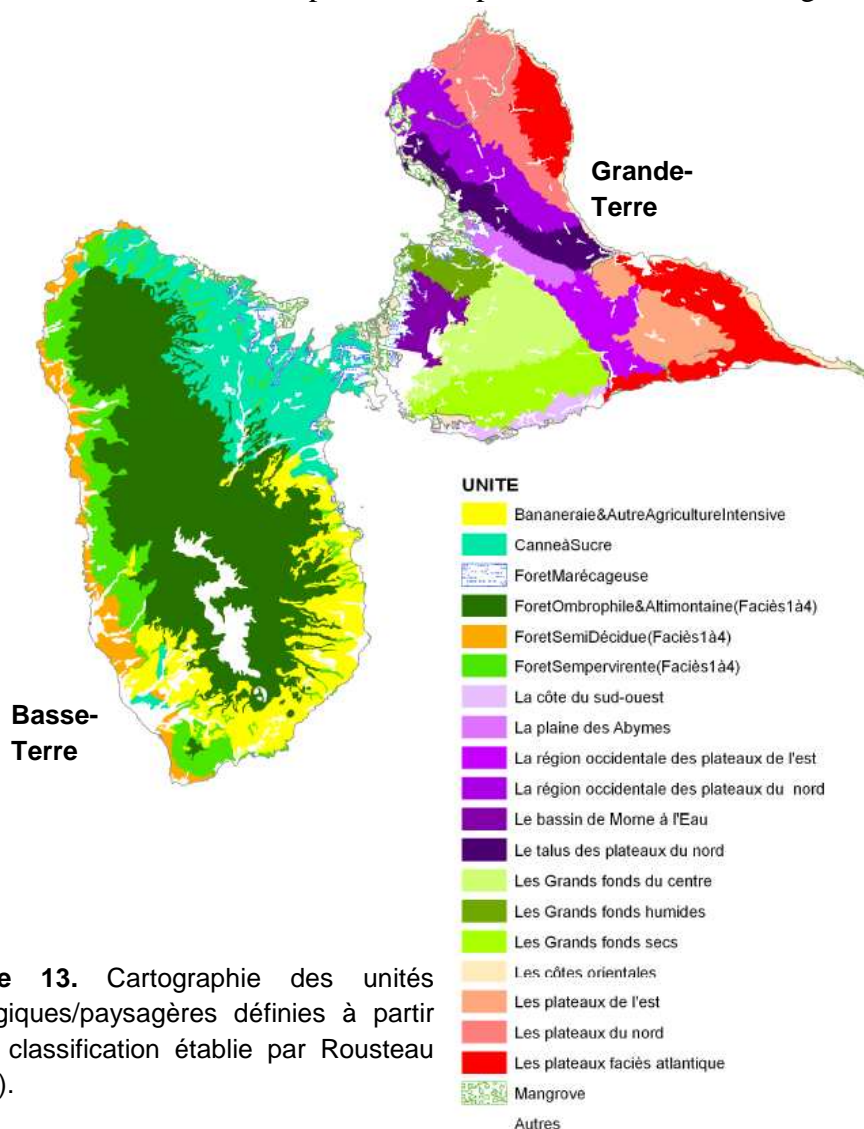 Grande-
Terre
Basse-
Terre
UNITE
Bananeraie&AutreAgricultureIntensive
CanneàSucre
ForetMarécageuse
ForetOmbrophile&Altimontaine(Faciès1à4)
ForetSemiDécidue(Faciès1à4)
ForetSempervirente(Faciès1à4)
La côte du sud-ouest
La plaine des Abymes
La région occidentale des plateaux de l'est
La région occidentale des plateaux du nord
Le bassin de Morne à l'Eau
Le talus des plateaux du nord
Les Grands fonds du centre
Les Grands fonds humides
Les Grands fonds secs
Les côtes orientales
Les plateaux de l'est
Les plateaux du nord
Les plateaux faciès atlantique
Mangrove
Autres
e 13. Cartographie des unités
giques/paysagères définies à partir
classification établie par Rousteau
).